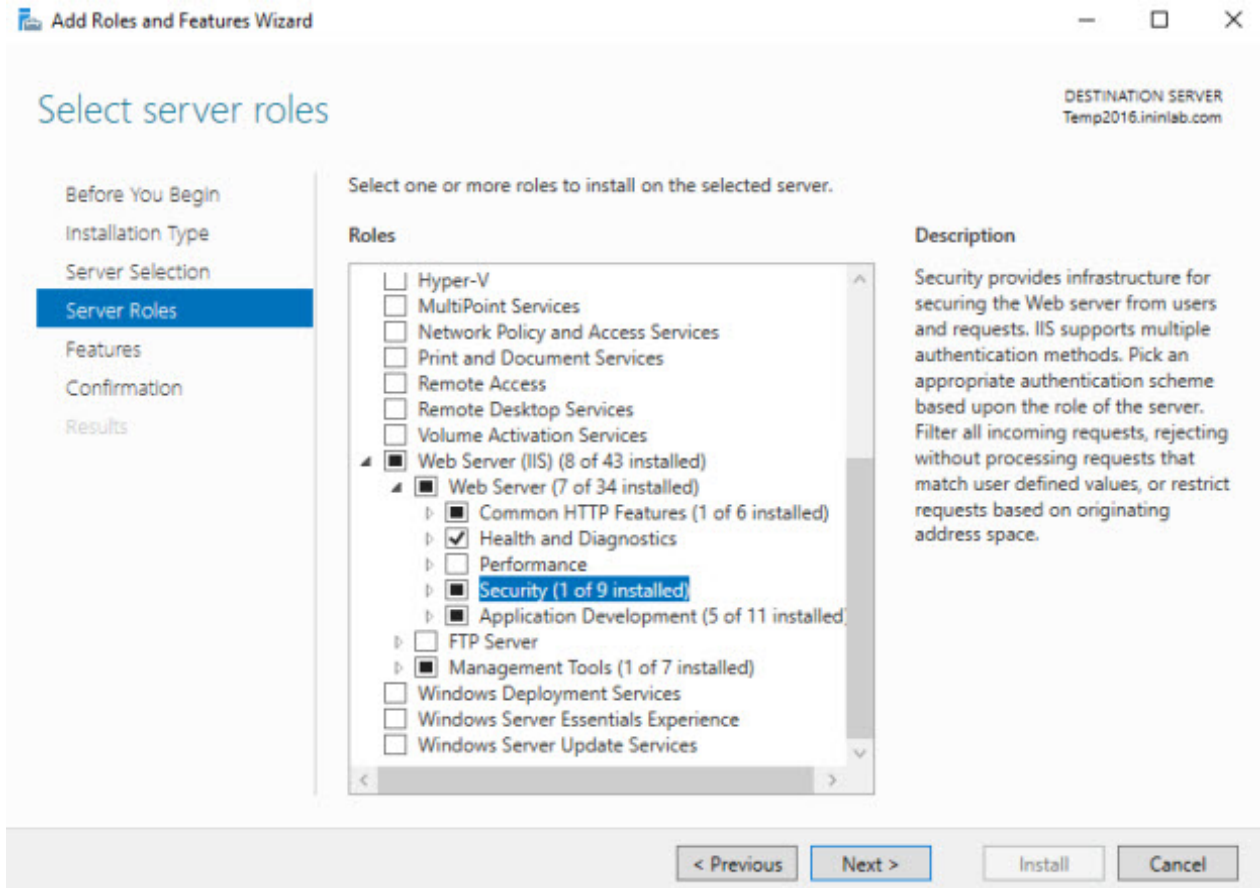 Add Roles and Features Wizard
Select server roles
DESTINATION SERVER
Temp2016.ininlab.com
Before You Begin
Installation Type
Server Selection
Server Roles
Features
Confirmation
Results
Select one or more roles to install on the selected server.
Roles
Hyper-V
MultiPoint Services
Network Policy and Access Services
Print and Document Services
Remote Access
Remote Desktop Services
Volume Activation Services
Web Server (IIS) (8 of 43 installed)
Web Server (7 of 34 installed)
Common HTTP Features (1 of 6 installed)
Health and Diagnostics
Performance
Security (1 of 9 installed)
Application Development (5 of 11 installed)
FTP Server
Management Tools (1 of 7 installed)
Windows Deployment Services
Windows Server Essentials Experience
Windows Server Update Services
Description
Security provides infrastructure for
securing the Web server from users
and requests. IIS supports multiple
authentication methods. Pick an
appropriate authentication scheme
based upon the role of the server.
Filter all incoming requests, rejecting
without processing requests that
match user defined values, or restrict
requests based on originating
address space.
< Previous
Next >
Install
Cancel